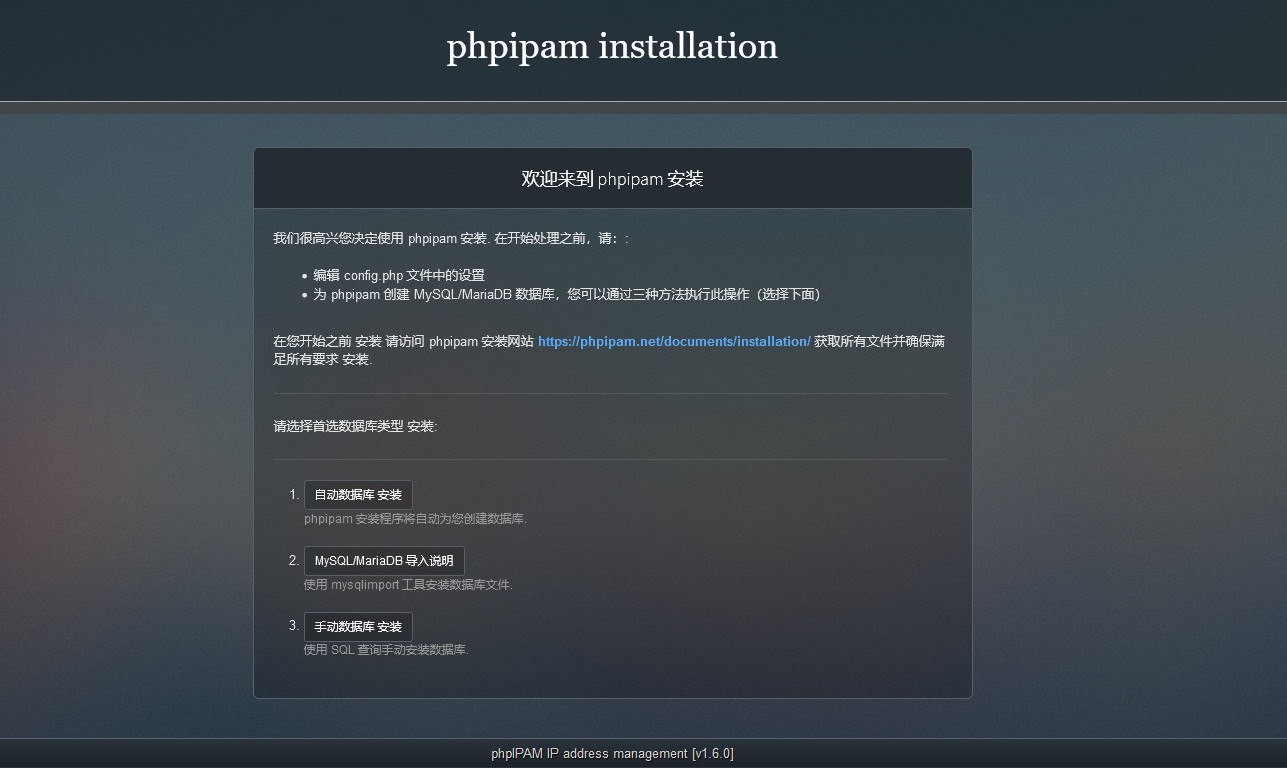 phpipam installation
欢迎来到 phpipam 安装
我们很高兴您决定使用 phpipam 安装. 在开始处理之前，请：:
编辑 config.php 文件中的设置
为 phpipam 创建 MySQL/MariaDB 数据库，您可以通过三种方法执行此操作（选择下面）
在您开始之前 安装 请访问 phpipam 安装网站 https://phpipam.net/documents/installation/ 获取所有文件并确保满
足所有要求 安装.
请选择首选数据库类型 安装:
1. 自动数据库 安装
phpipam 安装程序将自动为您创建数据库.
2. MySQL/MariaDB 导入说明
使用 mysqlimport 工具安装数据库文件.
3. 手动数据库 安装
使用 SQL 查询手动安装数据库.
phpIPAM IP address management [v1.6.0]